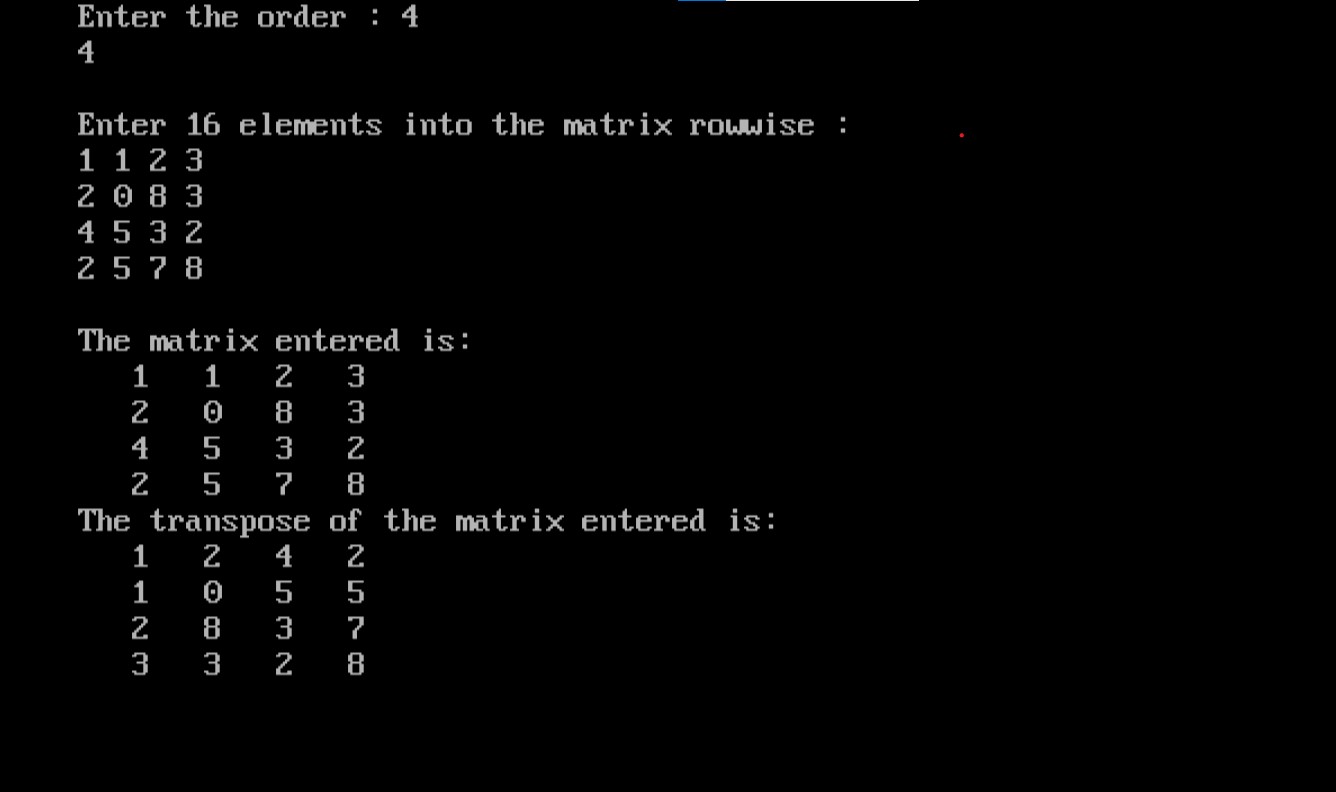 Enter the order : 4
4
Enter 16 elements into the matrix rowwise :
1 1 2 3
2 0 8 3
4 5 3 2
2 5 7 8
The matrix entered is:
1 1 2 3
2 0 8 3
4 5 3 2
2 5 7 8
The transpose of the matrix entered is:
1 2 4 2
1 0 5 5
2 8 3 7
3 3 2 8